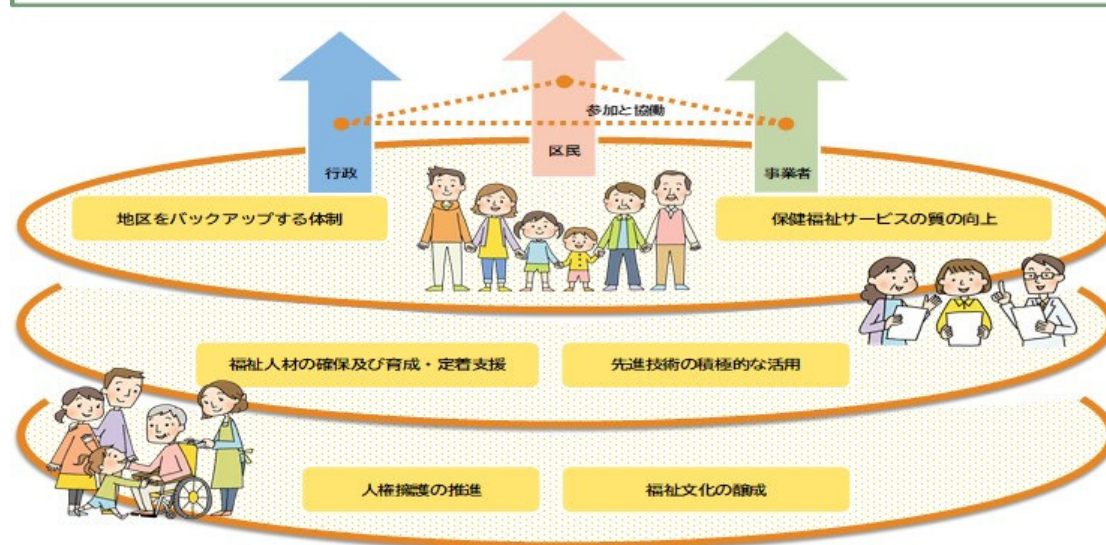 参加と協働
区民
行政
事業者
地区をバックアップする体制
保健福祉サービスの質の向上
福祉人材の確保及び育成・定着支援
先進技術の積極的な活用
人権擁護の推進
福祉文化の醸成